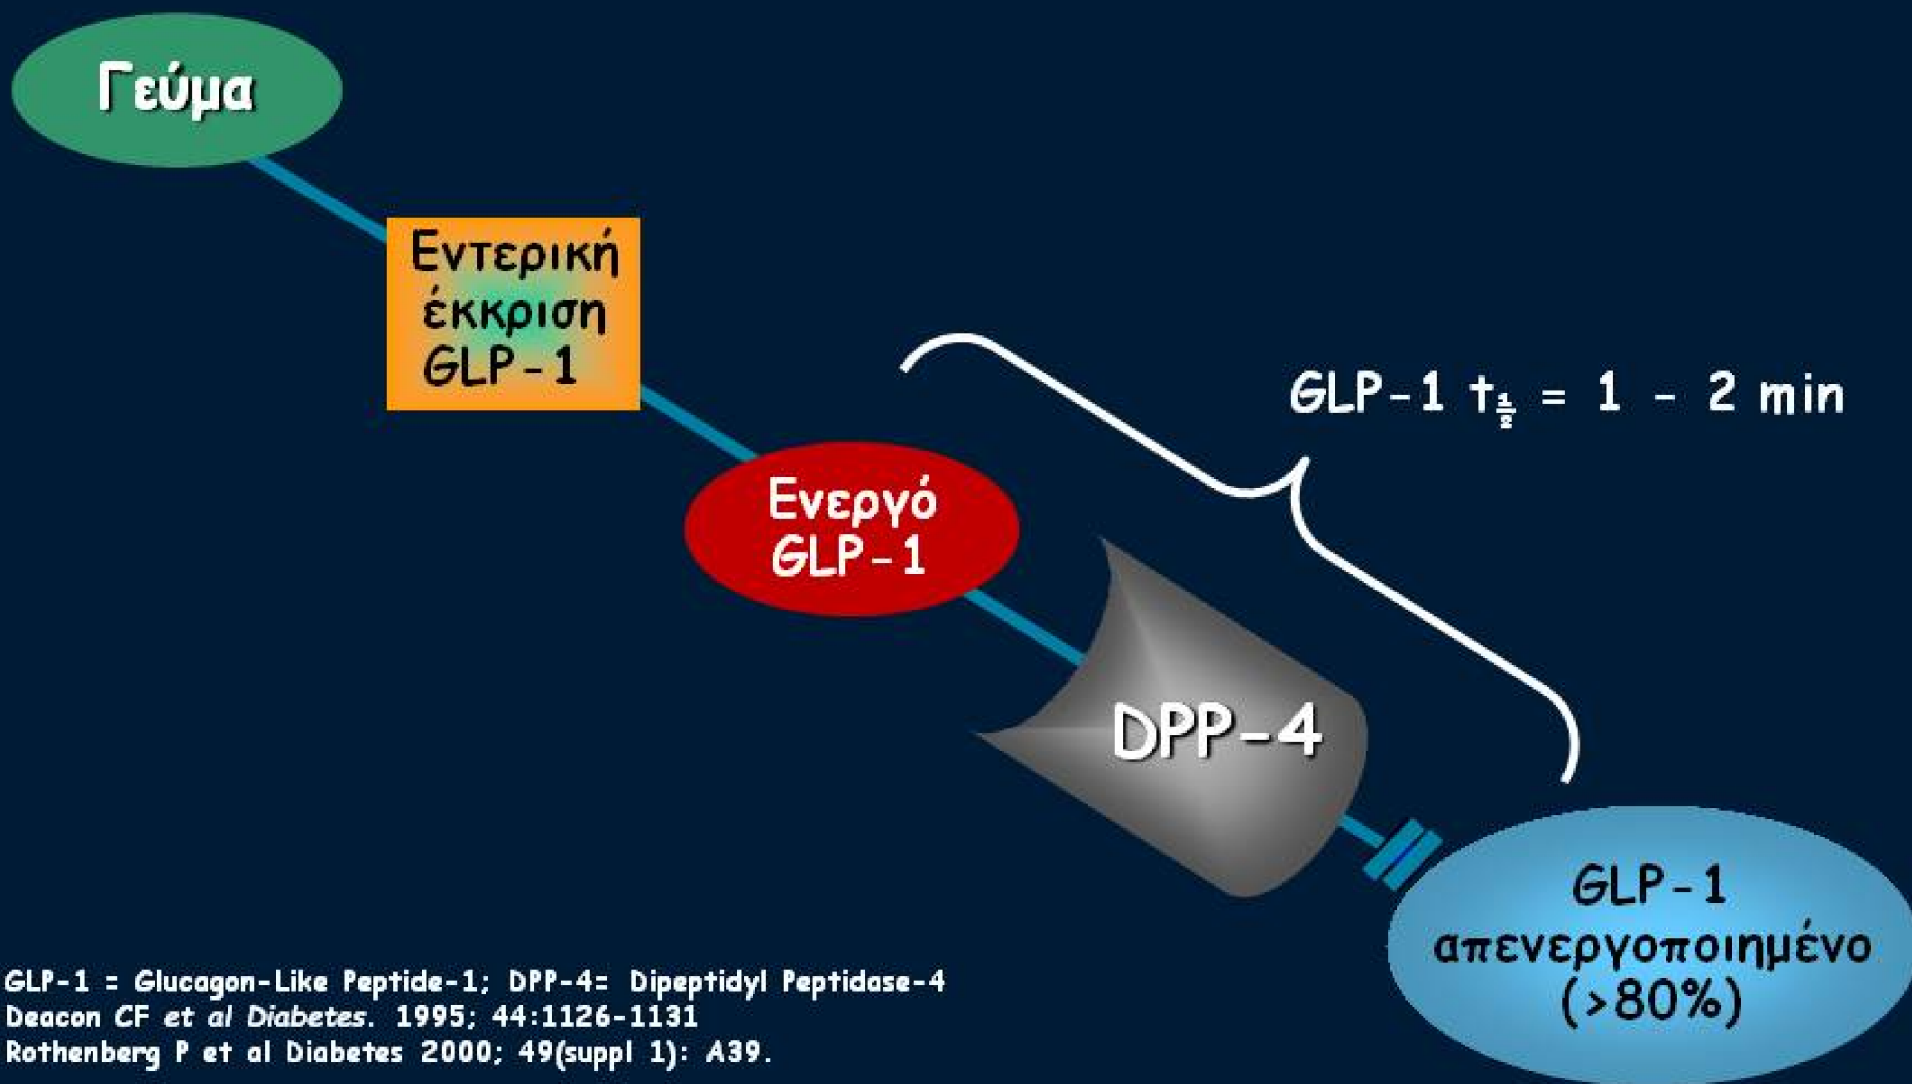 Γεύμα
Εντερική
έκκριση
GLP-1
Ενεργό
GLP-1
GLP-1 t½ = 1 - 2 min
DPP-4
GLP-1
απενεργοποιημένο
(>80%)
GLP-1 = Glucagon-Like Peptide-1; DPP-4= Dipeptidyl Peptidase-4
Deacon CF et al Diabetes. 1995; 44:1126-1131
Rothenberg P et al Diabetes 2000; 49(suppl 1): A39.